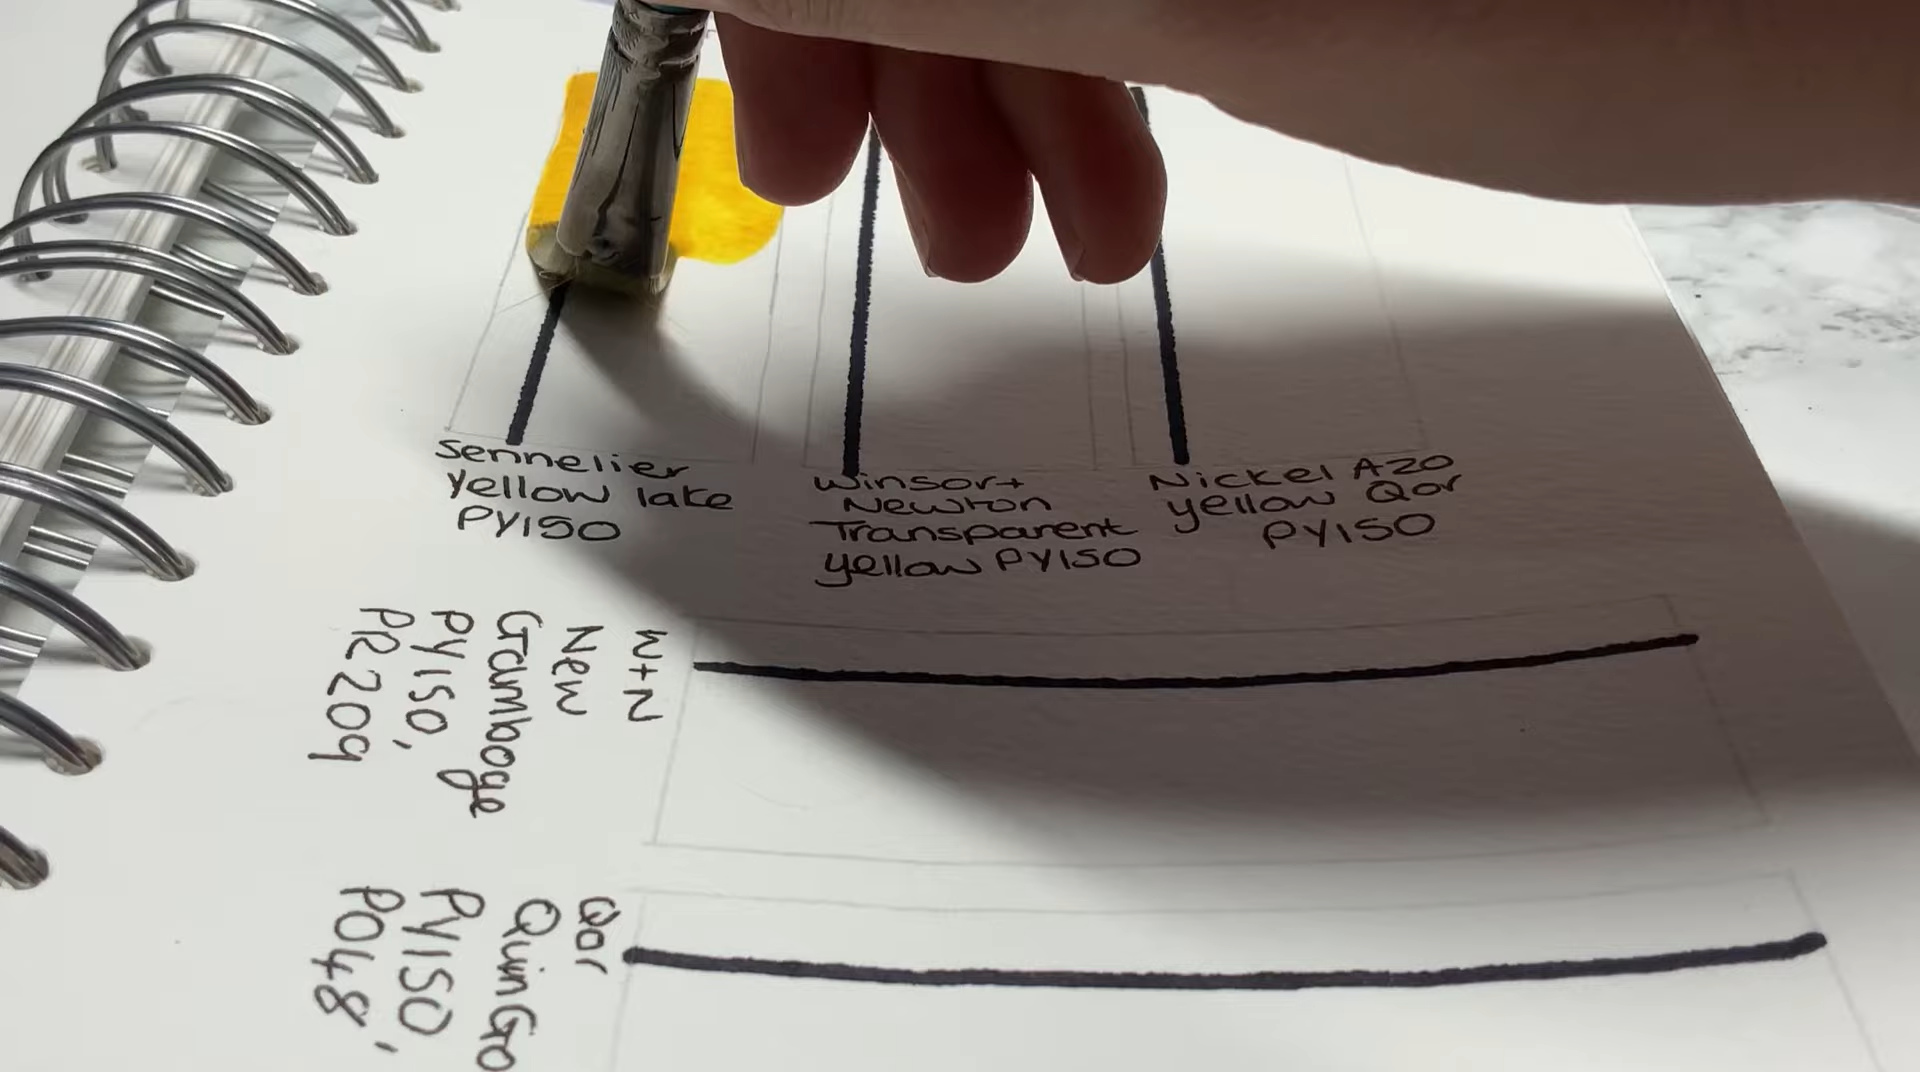 Sennelier
Yellow lake
PY150
Winsor+
Newton
Transparent
yellow PY150
Nickel Azo
yellow Qor
PY150
W+N
New
Gamboge
PY150,
PR209
Qor
QuinGo
PY150,
PO48,